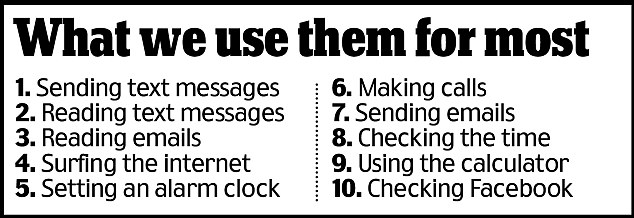 What we use them for most
1. Sending text messages
2. Reading text messages
3. Reading emails
4. Surfing the internet
5. Setting an alarm clock
6. Making calls
7. Sending emails
8. Checking the time
9. Using the calculator
10. Checking Facebook